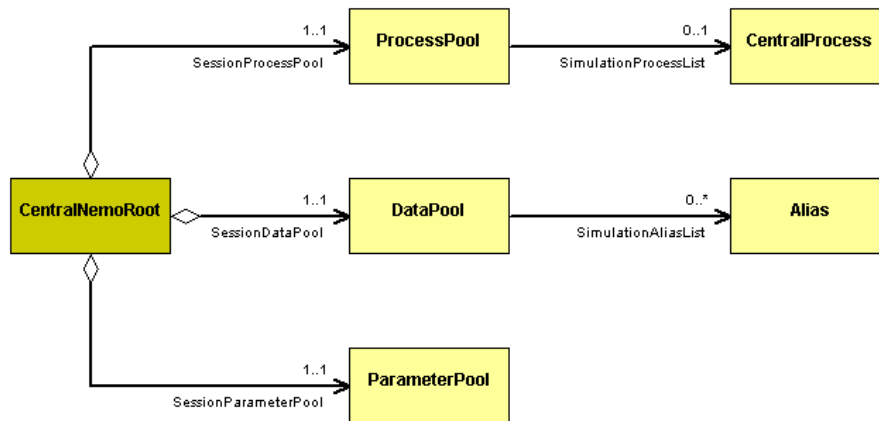 1..1
ProcessPool
0..1
CentralProcess
SessionProcessPool
SimulationProcessList
CentralNemoRoot
1..1
DataPool
0..*
Alias
SessionDataPool
SimulationAliasList
1..1
ParameterPool
SessionParameterPool